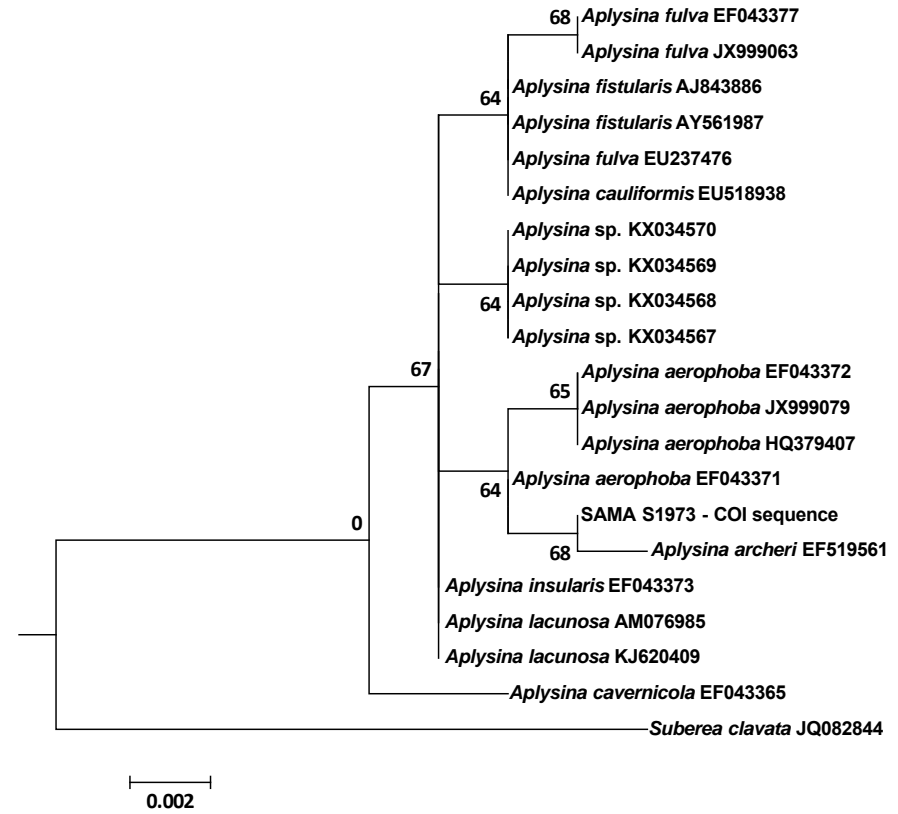 68
Aplysina fulva EF043377
Aplysina fulva JX999063
Aplysina fistularis AJ843886
64
Aplysina fistularis AY561987
Aplysina fulva EU237476
Aplysina cauliformis EU518938
Aplysina sp. KX034570
Aplysina sp. KX034569
Aplysina sp. KX034568
64
Aplysina sp. KX034567
67
Aplysina aerophoba EF043372
65
Aplysina aerophoba JX999079
Aplysina aerophoba HQ379407
Aplysina aerophoba EF043371
64
SAMA S1973 - COI sequence
0
Aplysina archeri EF519561
68
Aplysina insularis EF043373
Aplysina lacunosa AM076985
Aplysina lacunosa KJ620409
Aplysina cavernicola EF043365
Suberea clavata JQ082844
0.002